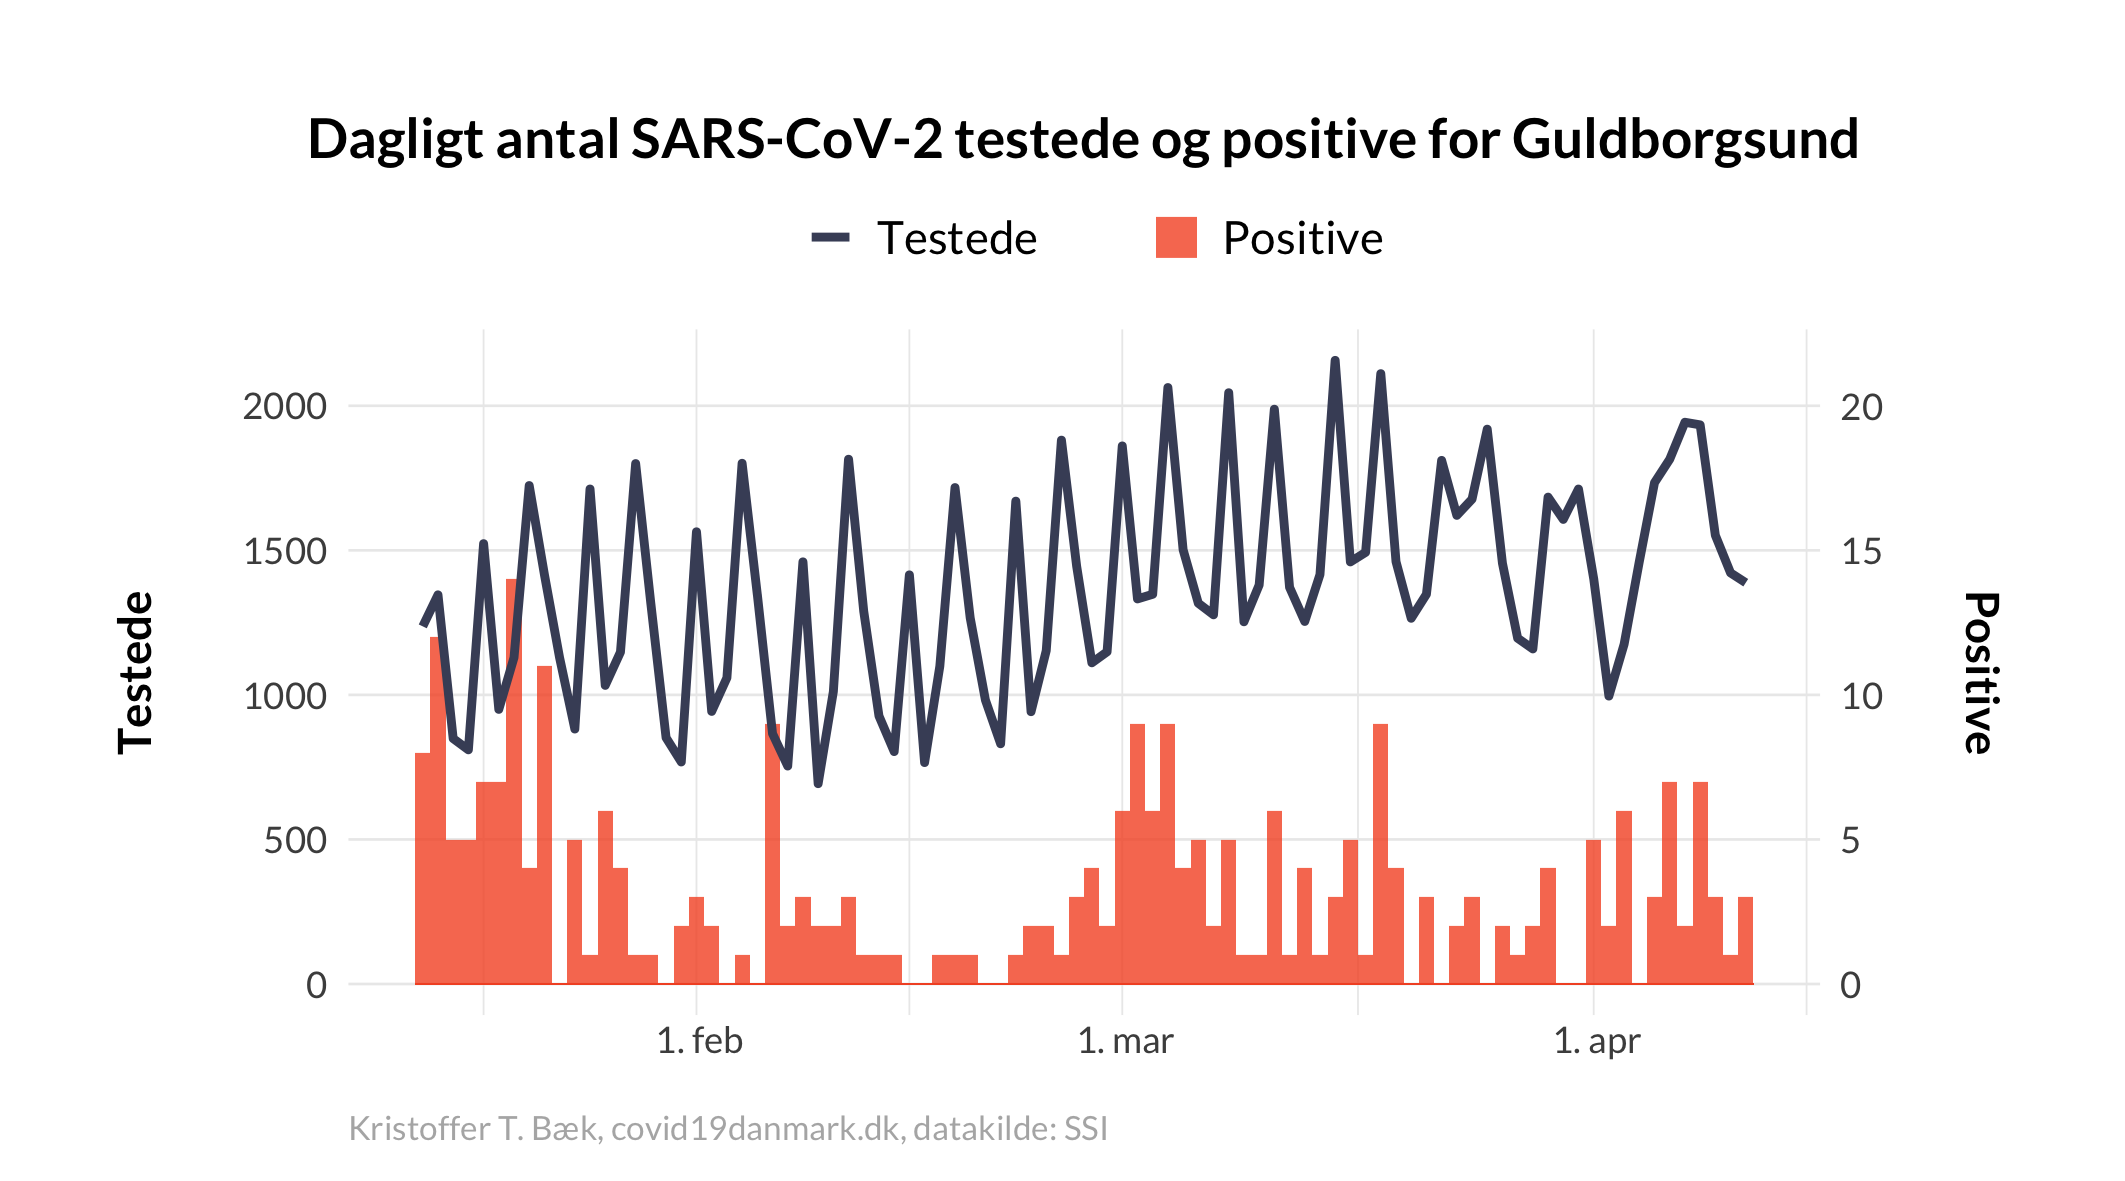 Dagligt antal SARS-CoV-2 testede og positive for Guldborgsund
Testede Positive
2000 20
1500 15
1000 10
500 5
0 0
Testede
Positive
1. feb 1. mar 1. apr
Kristoffer T. Bæk, covid19danmark.dk, datakilde: SSI